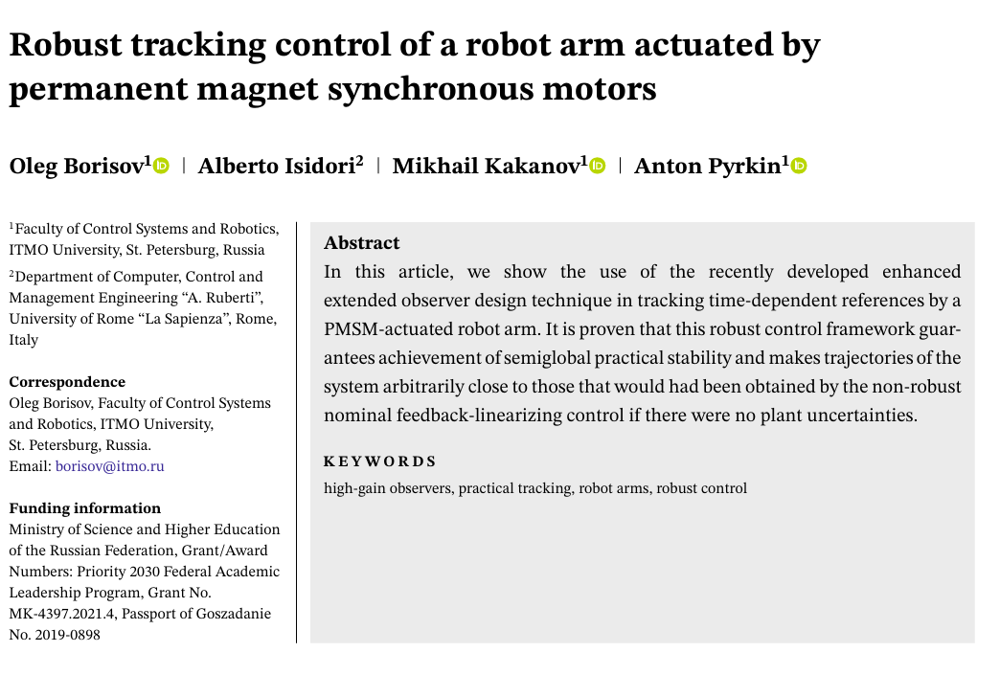 Robust tracking control of a robot arm actuated by
permanent magnet synchronous motors
Oleg Borisov¹ | Alberto Isidori² | Mikhail Kakanov¹ | Anton Pyrkin¹
¹Faculty of Control Systems and Robotics,
ITMO University, St. Petersburg, Russia
²Department of Computer, Control and
Management Engineering “A. Ruberti”,
University of Rome “La Sapienza”, Rome,
Italy
Correspondence
Oleg Borisov, Faculty of Control Systems
and Robotics, ITMO University,
St. Petersburg, Russia.
Email: borisov@itmo.ru
Funding information
Ministry of Science and Higher Education
of the Russian Federation, Grant/Award
Numbers: Priority 2030 Federal Academic
Leadership Program, Grant No.
MK-4397.2021.4, Passport of Goszadanie
No. 2019-0898
Abstract
In this article, we show the use of the recently developed enhanced
extended observer design technique in tracking time-dependent references by a
PMSM-actuated robot arm. It is proven that this robust control framework guar-
antees achievement of semiglobal practical stability and makes trajectories of the
system arbitrarily close to those that would had been obtained by the non-robust
nominal feedback-linearizing control if there were no plant uncertainties.
KEYWORDS
high-gain observers, practical tracking, robot arms, robust control